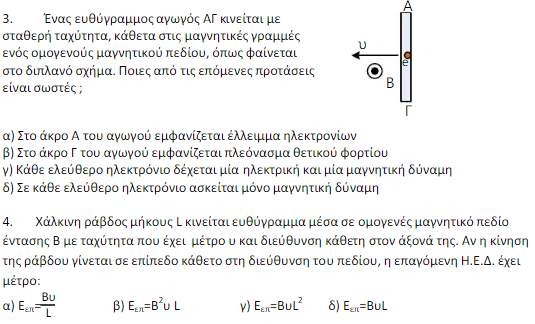 3. Ένας ευθύγραμμος αγωγός ΑΓ κινείται με
σταθερή ταχύτητα, κάθετα στις μαγνητικές γραμμές
ενός ομογενούς μαγνητικού πεδίου, όπως φαίνεται
στο διπλανό σχήμα. Ποιες από τις επόμενες προτάσεις
είναι σωστές ;
Α
υ
e
Β
Γ
α) Στο άκρο Α του αγωγού εμφανίζεται έλλειμμα ηλεκτρονίων
β) Στο άκρο Γ του αγωγού εμφανίζεται πλεόνασμα θετικού φορτίου
γ) Κάθε ελεύθερο ηλεκτρόνιο δέχεται μία ηλεκτρική και μία μαγνητική δύναμη
δ) Σε κάθε ελεύθερο ηλεκτρόνιο ασκείται μόνο μαγνητική δύναμη
4. Χάλκινη ράβδος μήκους L κινείται ευθύγραμμα μέσα σε ομογενές μαγνητικό πεδίο
έντασης Β με ταχύτητα που έχει μέτρο υ και διεύθυνση κάθετη στον άξονά της. Αν η κίνηση
της ράβδου γίνεται σε επίπεδο κάθετο στη διεύθυνση του πεδίου, η επαγόμενη Η.Ε.Δ. έχει
μέτρο:
α) Eεπ=Βυ/L β) Eεπ=Β²υ L γ) Eεπ=ΒυL² δ) Eεπ=ΒυL